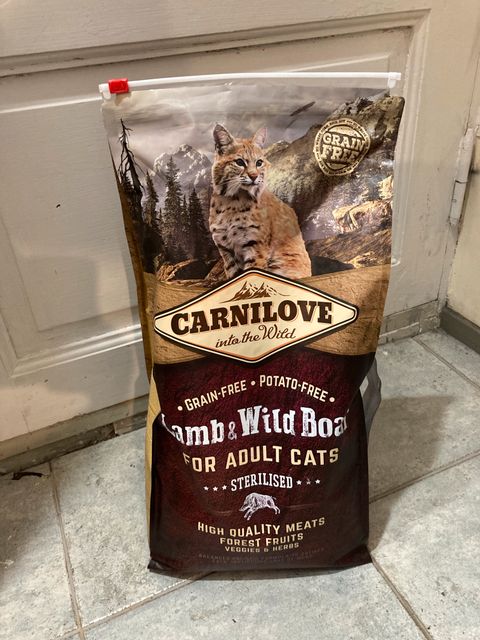 GRAIN
FREE
CARNILOVE
into the Wild
GRAIN-FREE • POTATO-FREE •
Lamb & Wild Boa
FOR ADULT CATS
STERILISED
HIGH QUALITY MEATS
FOREST FRUITS
VEGGIES & HERBS